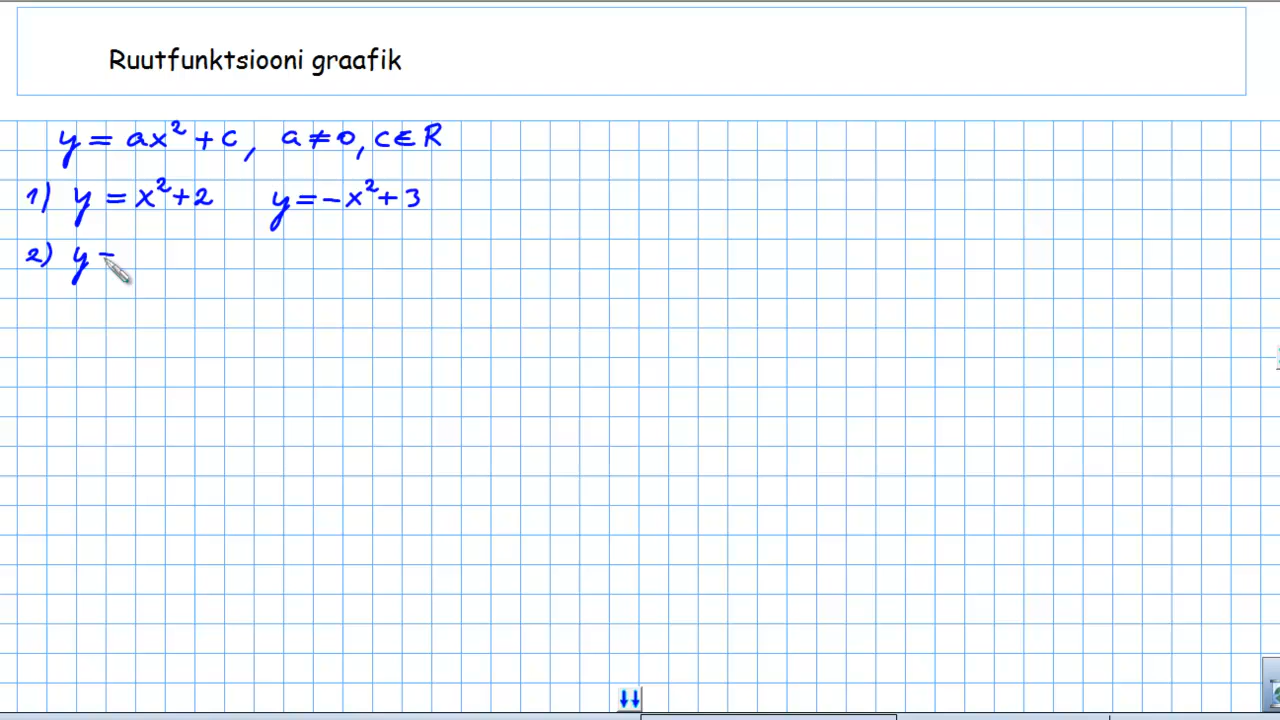 Ruutfunktsiooni graafik
y = ax² + c, a ≠ 0, c ∈ R
1) y = x² + 2 y = -x² + 3
2) y -